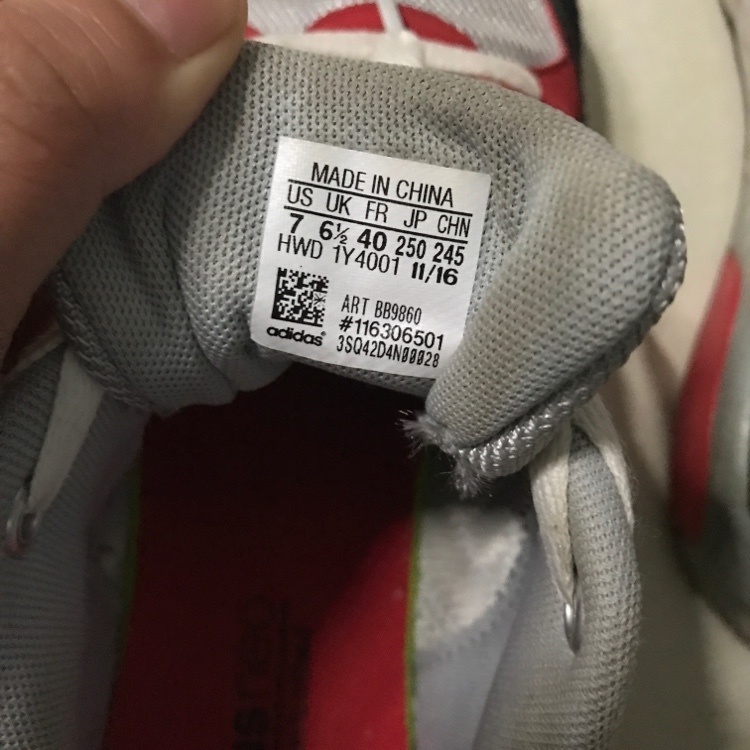 MADE IN CHINA
US UK FR JP CHN
7 6½ 40 250 245
HWD 1Y4001 11/16
ART BB9860
#116306501
adidas®
3SQ42D4N00028